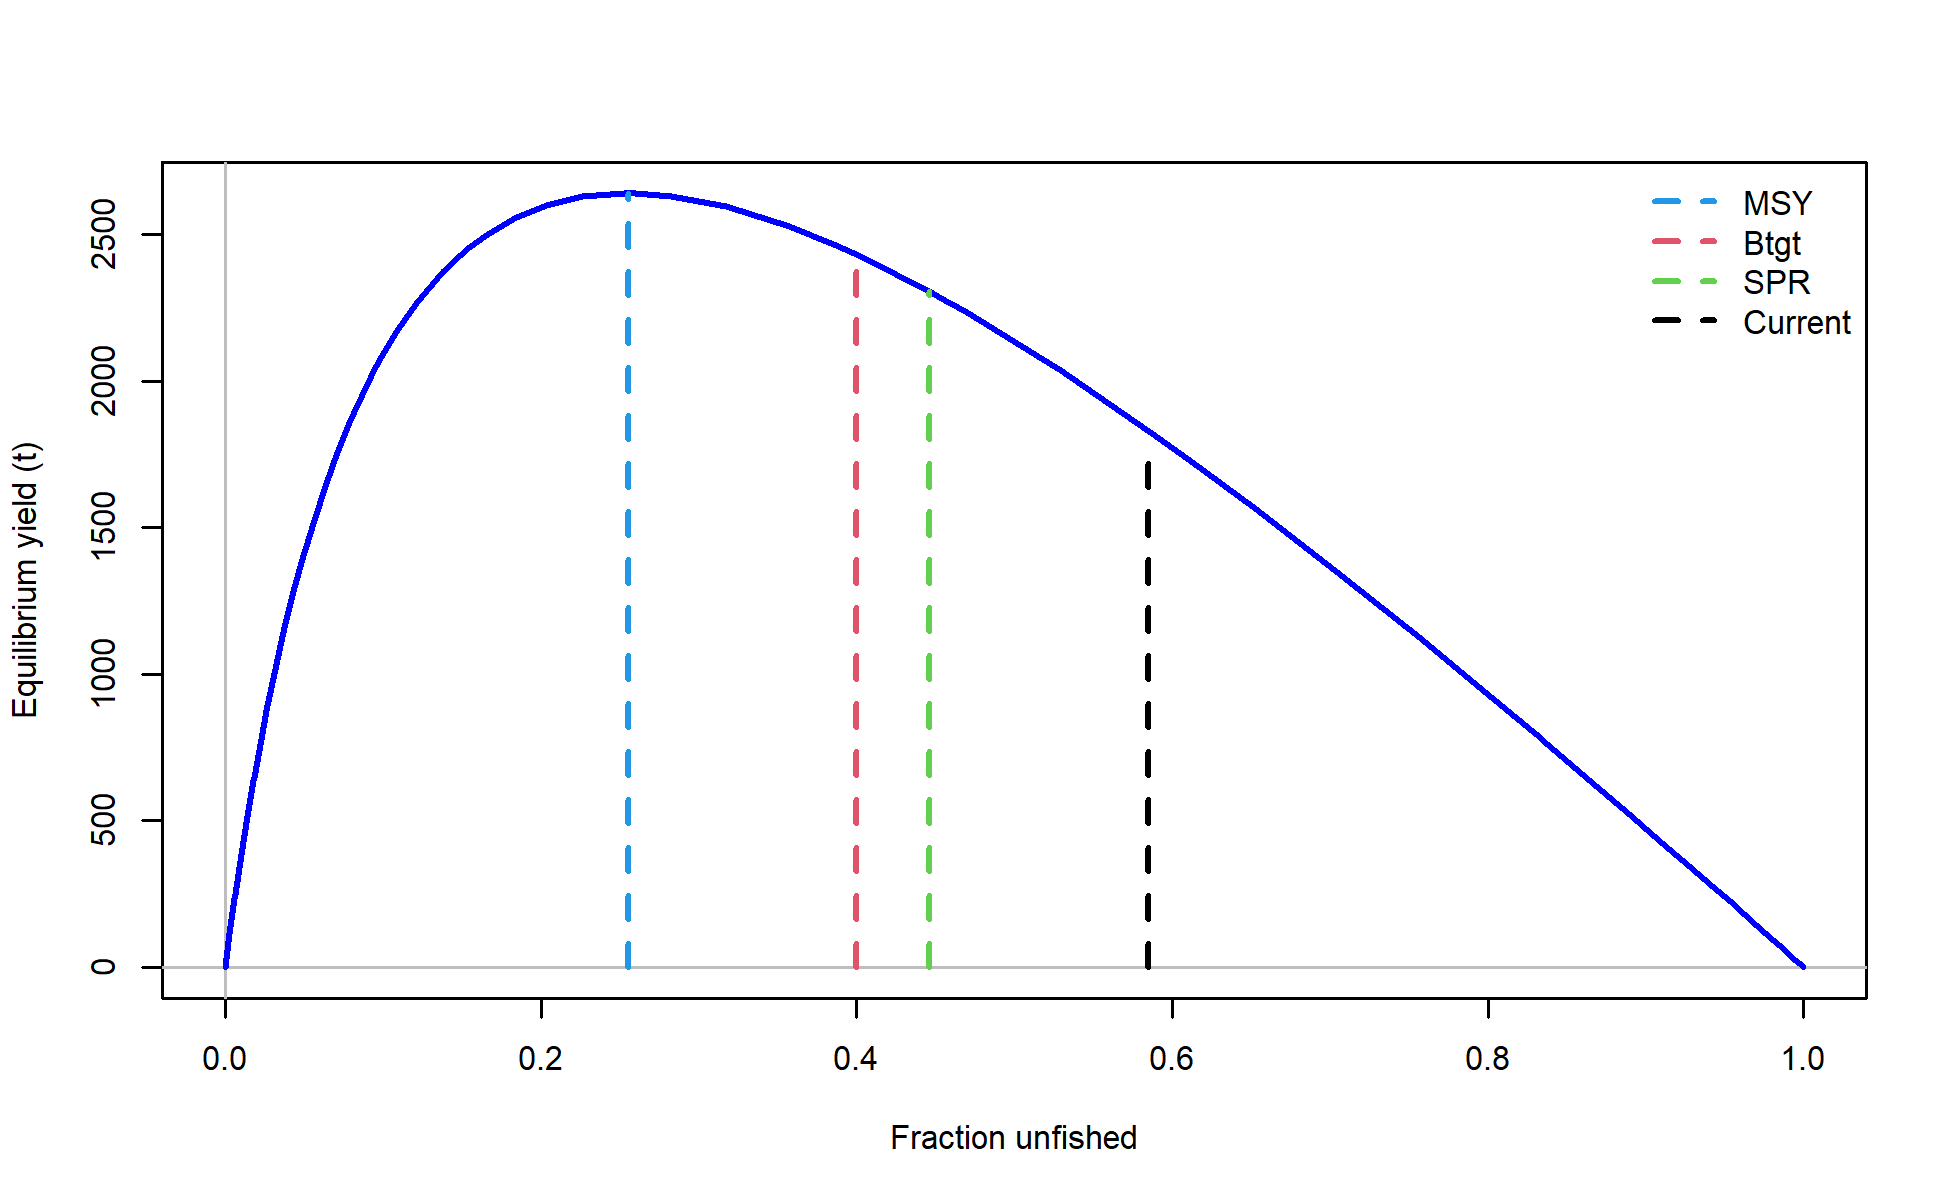 MSY
Btgt
SPR
Current
Equilibrium yield (t)
2500
2000
1500
1000
500
0
0.0 0.2 0.4 0.6 0.8 1.0
Fraction unfished